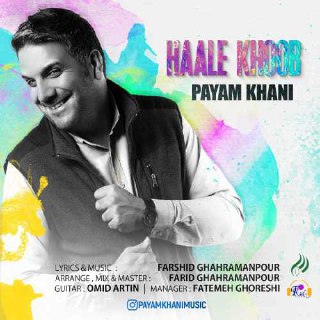 HAALE KHOOB
PAYAM KHANI
LYRICS & MUSIC : FARSHID GHAHRAMANPOUR
ARRANGE , MIX & MASTER : FARID GHAHRAMANPOUR
GUITAR : OMID ARTIN | MANAGER : FATEMEH GHORESHI
@PAYAMKHANIMUSIC